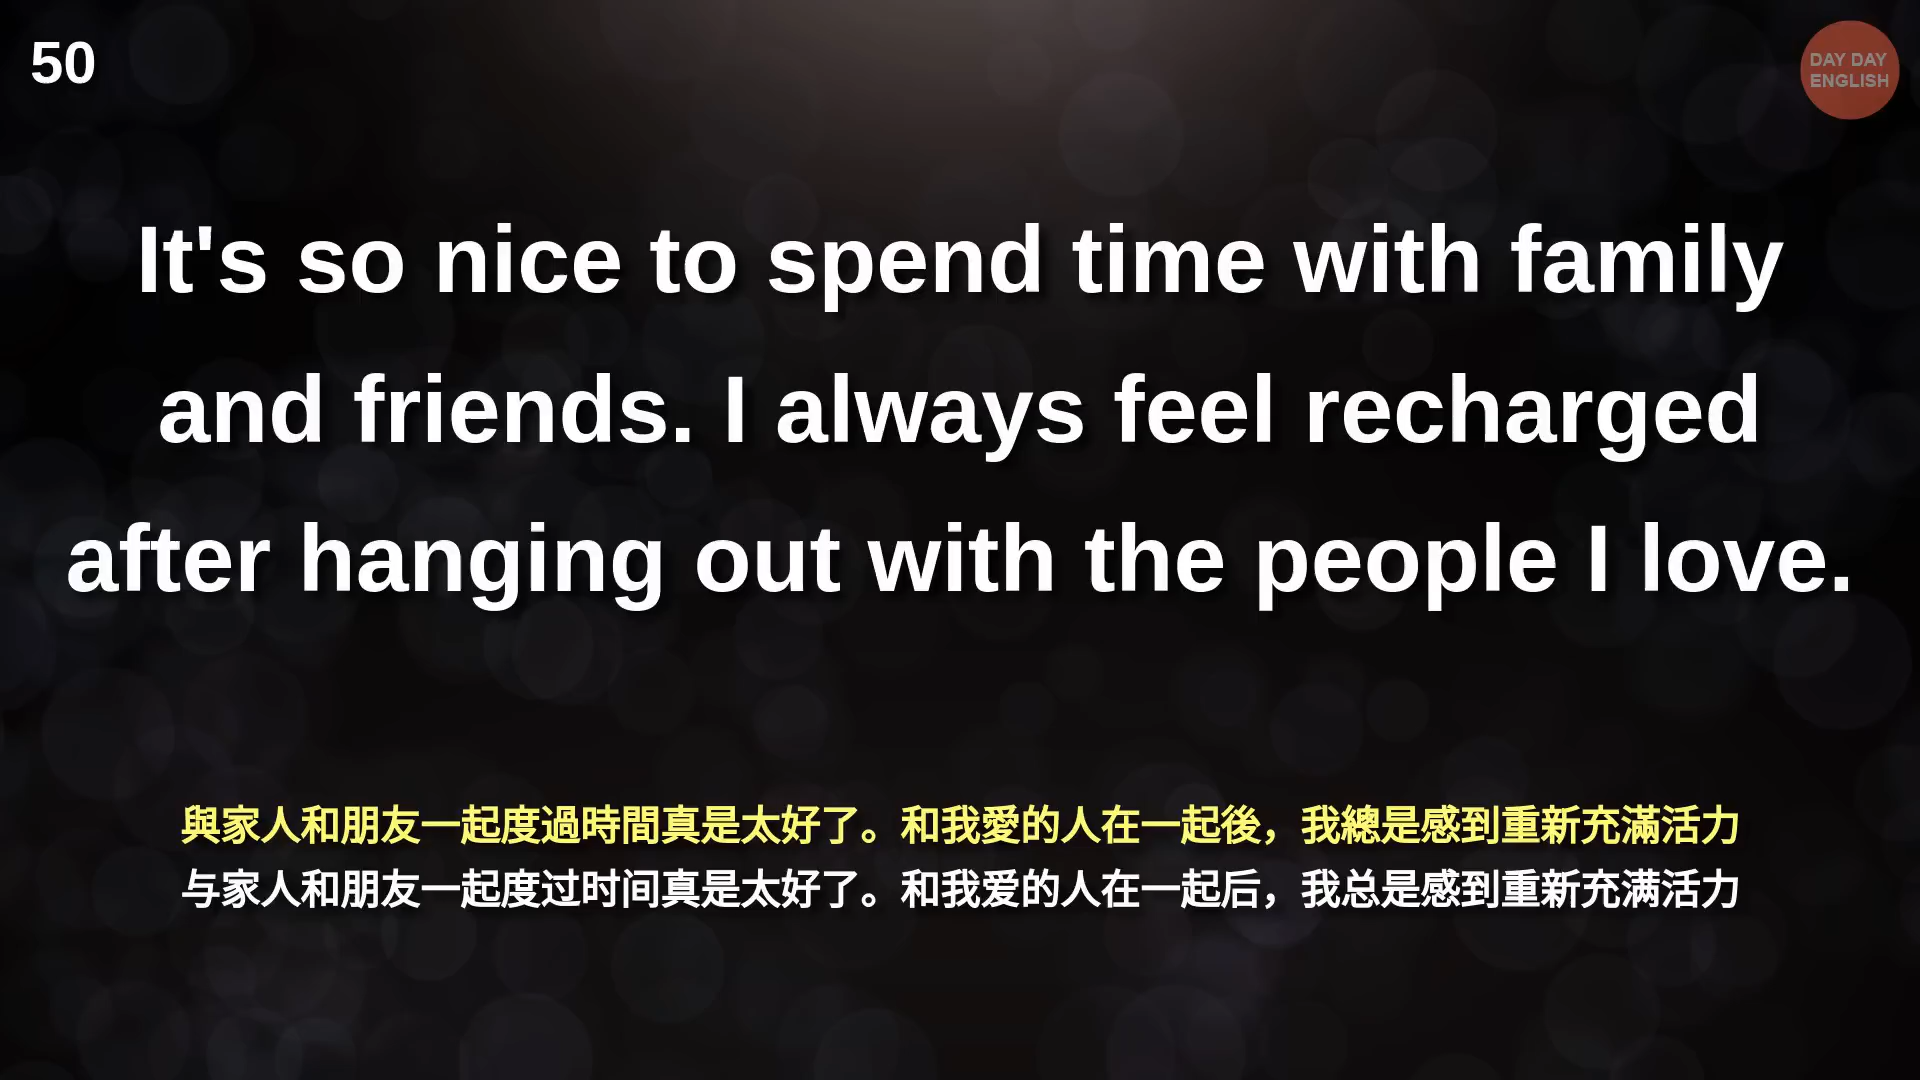 50
DAY DAY
ENGLISH
It's so nice to spend time with family
and friends. I always feel recharged
after hanging out with the people I love.
與家人和朋友一起度過時間真是太好了。和我愛的人在一起後，我總是感到重新充滿活力
与家人和朋友一起度过时间真是太好了。和我爱的人在一起后，我总是感到重新充满活力